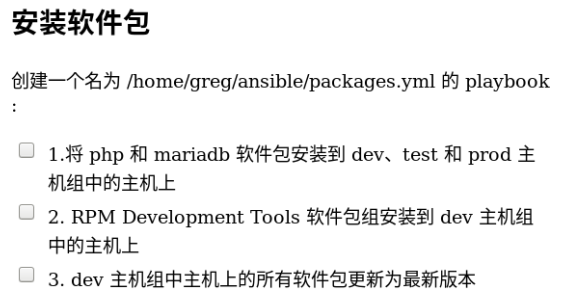 安装软件包
创建一个名为 /home/greg/ansible/packages.yml 的 playbook
:
1.将 php 和 mariadb 软件包安装到 dev、test 和 prod 主
机组中的主机上
2. RPM Development Tools 软件包组安装到 dev 主机组
中的主机上
3. dev 主机组中主机上的所有软件包更新为最新版本